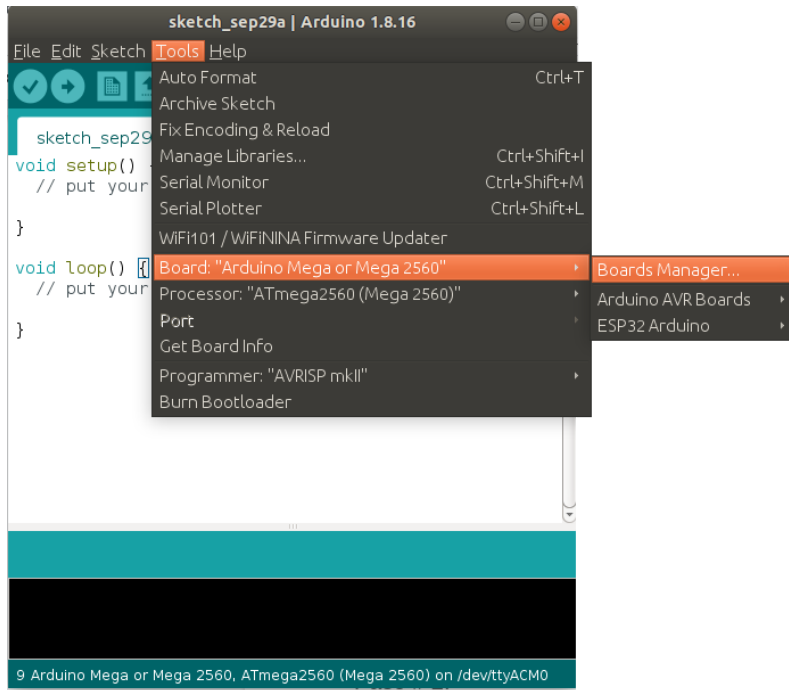 sketch_sep29a | Arduino 1.8.16
File Edit Sketch Tools Help
Auto Format Ctrl+T
Archive Sketch
Fix Encoding & Reload
sketch_sep29
Manage Libraries... Ctrl+Shift+I
void setup()
Serial Monitor Ctrl+Shift+M
// put your
Serial Plotter Ctrl+Shift+L
}
WiFi101 / WiFiNINA Firmware Updater
void loop() {
Board: "Arduino Mega or Mega 2560" Boards Manager...
// put your
Processor: "ATmega2560 (Mega 2560)" Arduino AVR Boards
}
Port ESP32 Arduino
Get Board Info
Programmer: "AVRISP mkII"
Burn Bootloader
9 Arduino Mega or Mega 2560, ATmega2560 (Mega 2560) on /dev/ttyACM0